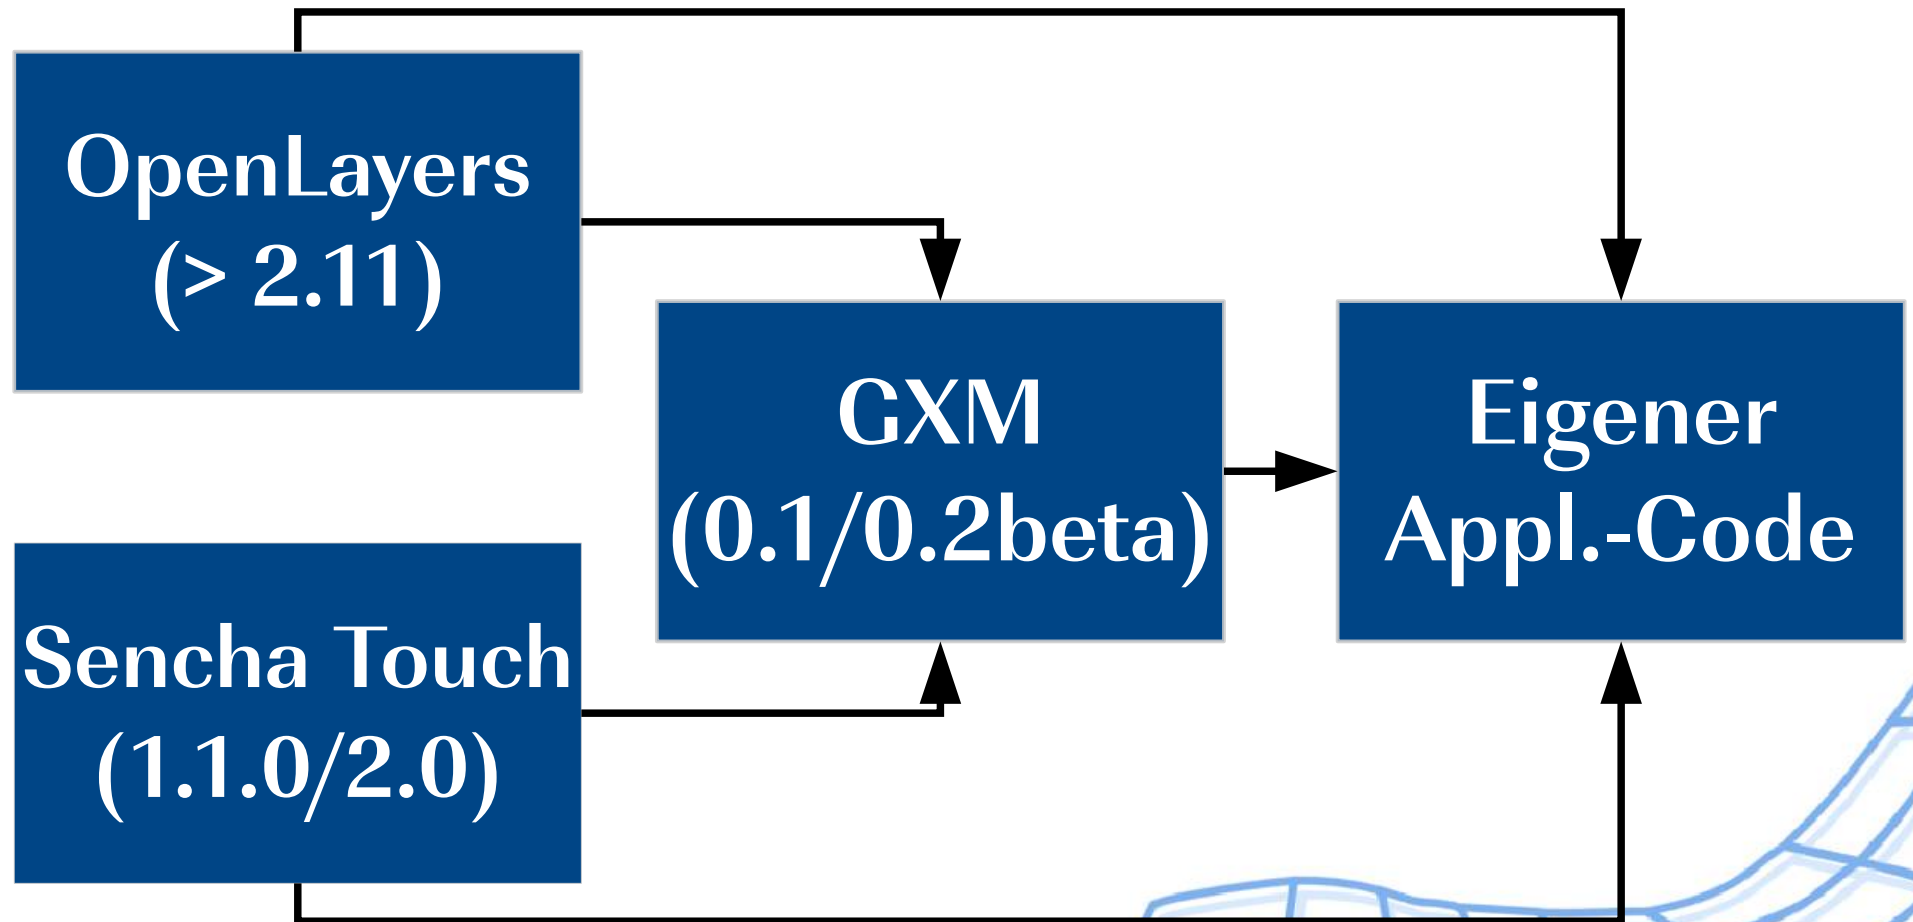 OpenLayers
(> 2.11)
GXM
(0.1/0.2beta)
Eigener
Appl.-Code
Sencha Touch
(1.1.0/2.0)